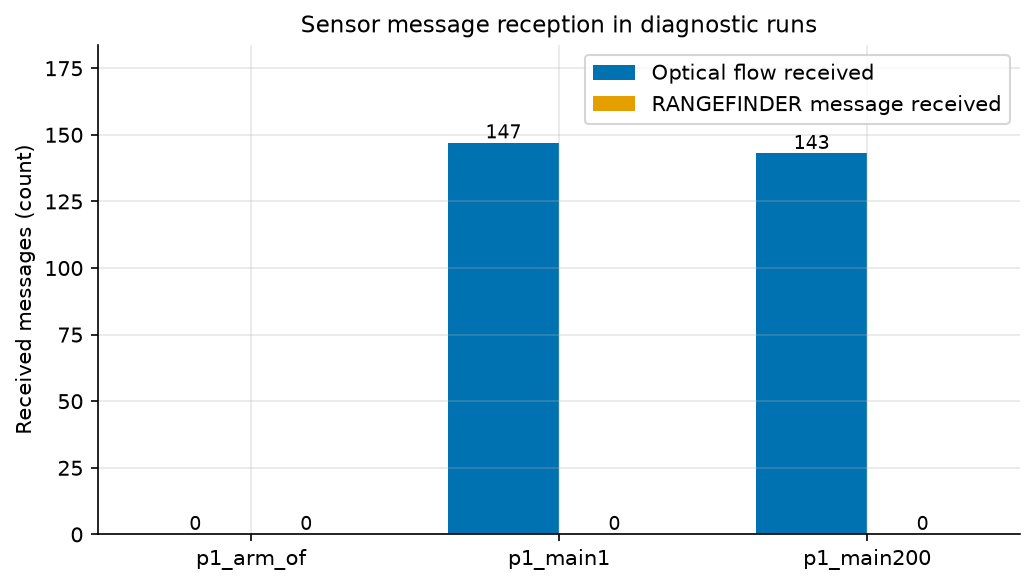 Sensor message reception in diagnostic runs
Optical flow received
RANGEFINDER message received
Received messages (count)
175
150
125
100
75
50
25
0
0
0
147
0
143
0
p1_arm_of
p1_main1
p1_main200